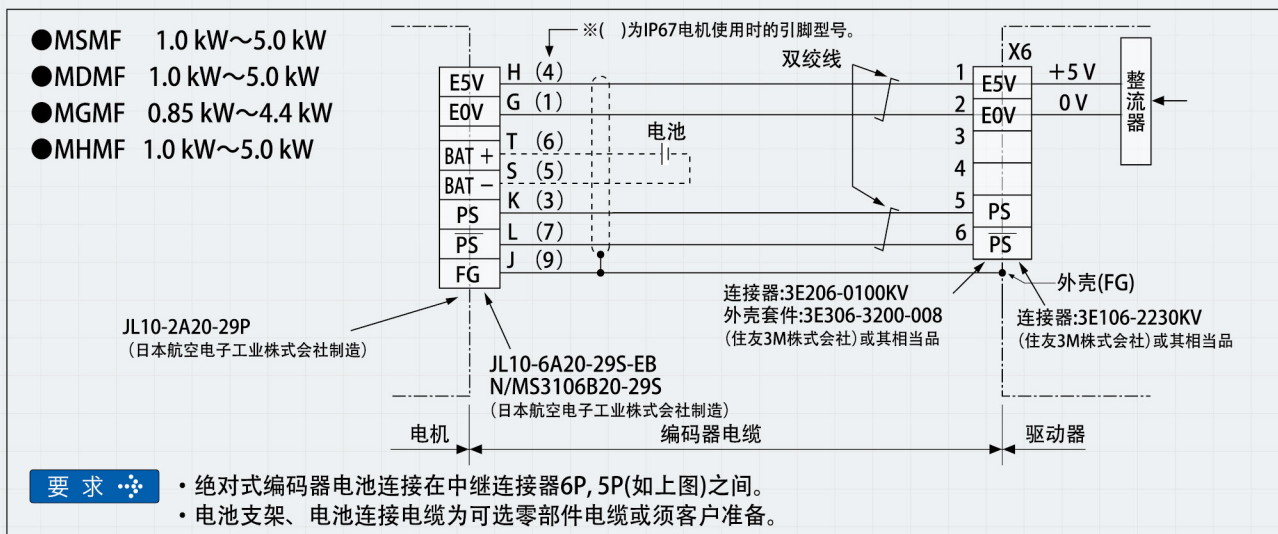 ●MSMF 1.0 kW～5.0 kW
●MDMF 1.0 kW～5.0 kW
●MGMF 0.85 kW～4.4 kW
●MHMF 1.0 kW～5.0 kW
※( )为IP67电机使用时的引脚型号。
双绞线
X6
E5V H (4) 1 E5V +5 V
E0V G (1) 2 E0V 0 V
整流器
3
电池
BAT + T (6)
4
BAT − S (5)
PS K (3) 5 PS
P̅S̅ L (7) 6 P̅S̅
FG J (9)
外壳(FG)
连接器:3E206-0100KV
外壳套件:3E306-3200-008
(住友3M株式会社)或其相当品
连接器:3E106-2230KV
(住友3M株式会社)或其相当品
JL10-2A20-29P
(日本航空电子工业株式会社制造)
JL10-6A20-29S-EB
N/MS3106B20-29S
(日本航空电子工业株式会社制造)
电机 编码器电缆 驱动器
要 求
・绝对式编码器电池连接在中继连接器6P, 5P(如上图)之间。
・电池支架、电池连接电缆为可选零部件电缆或须客户准备。